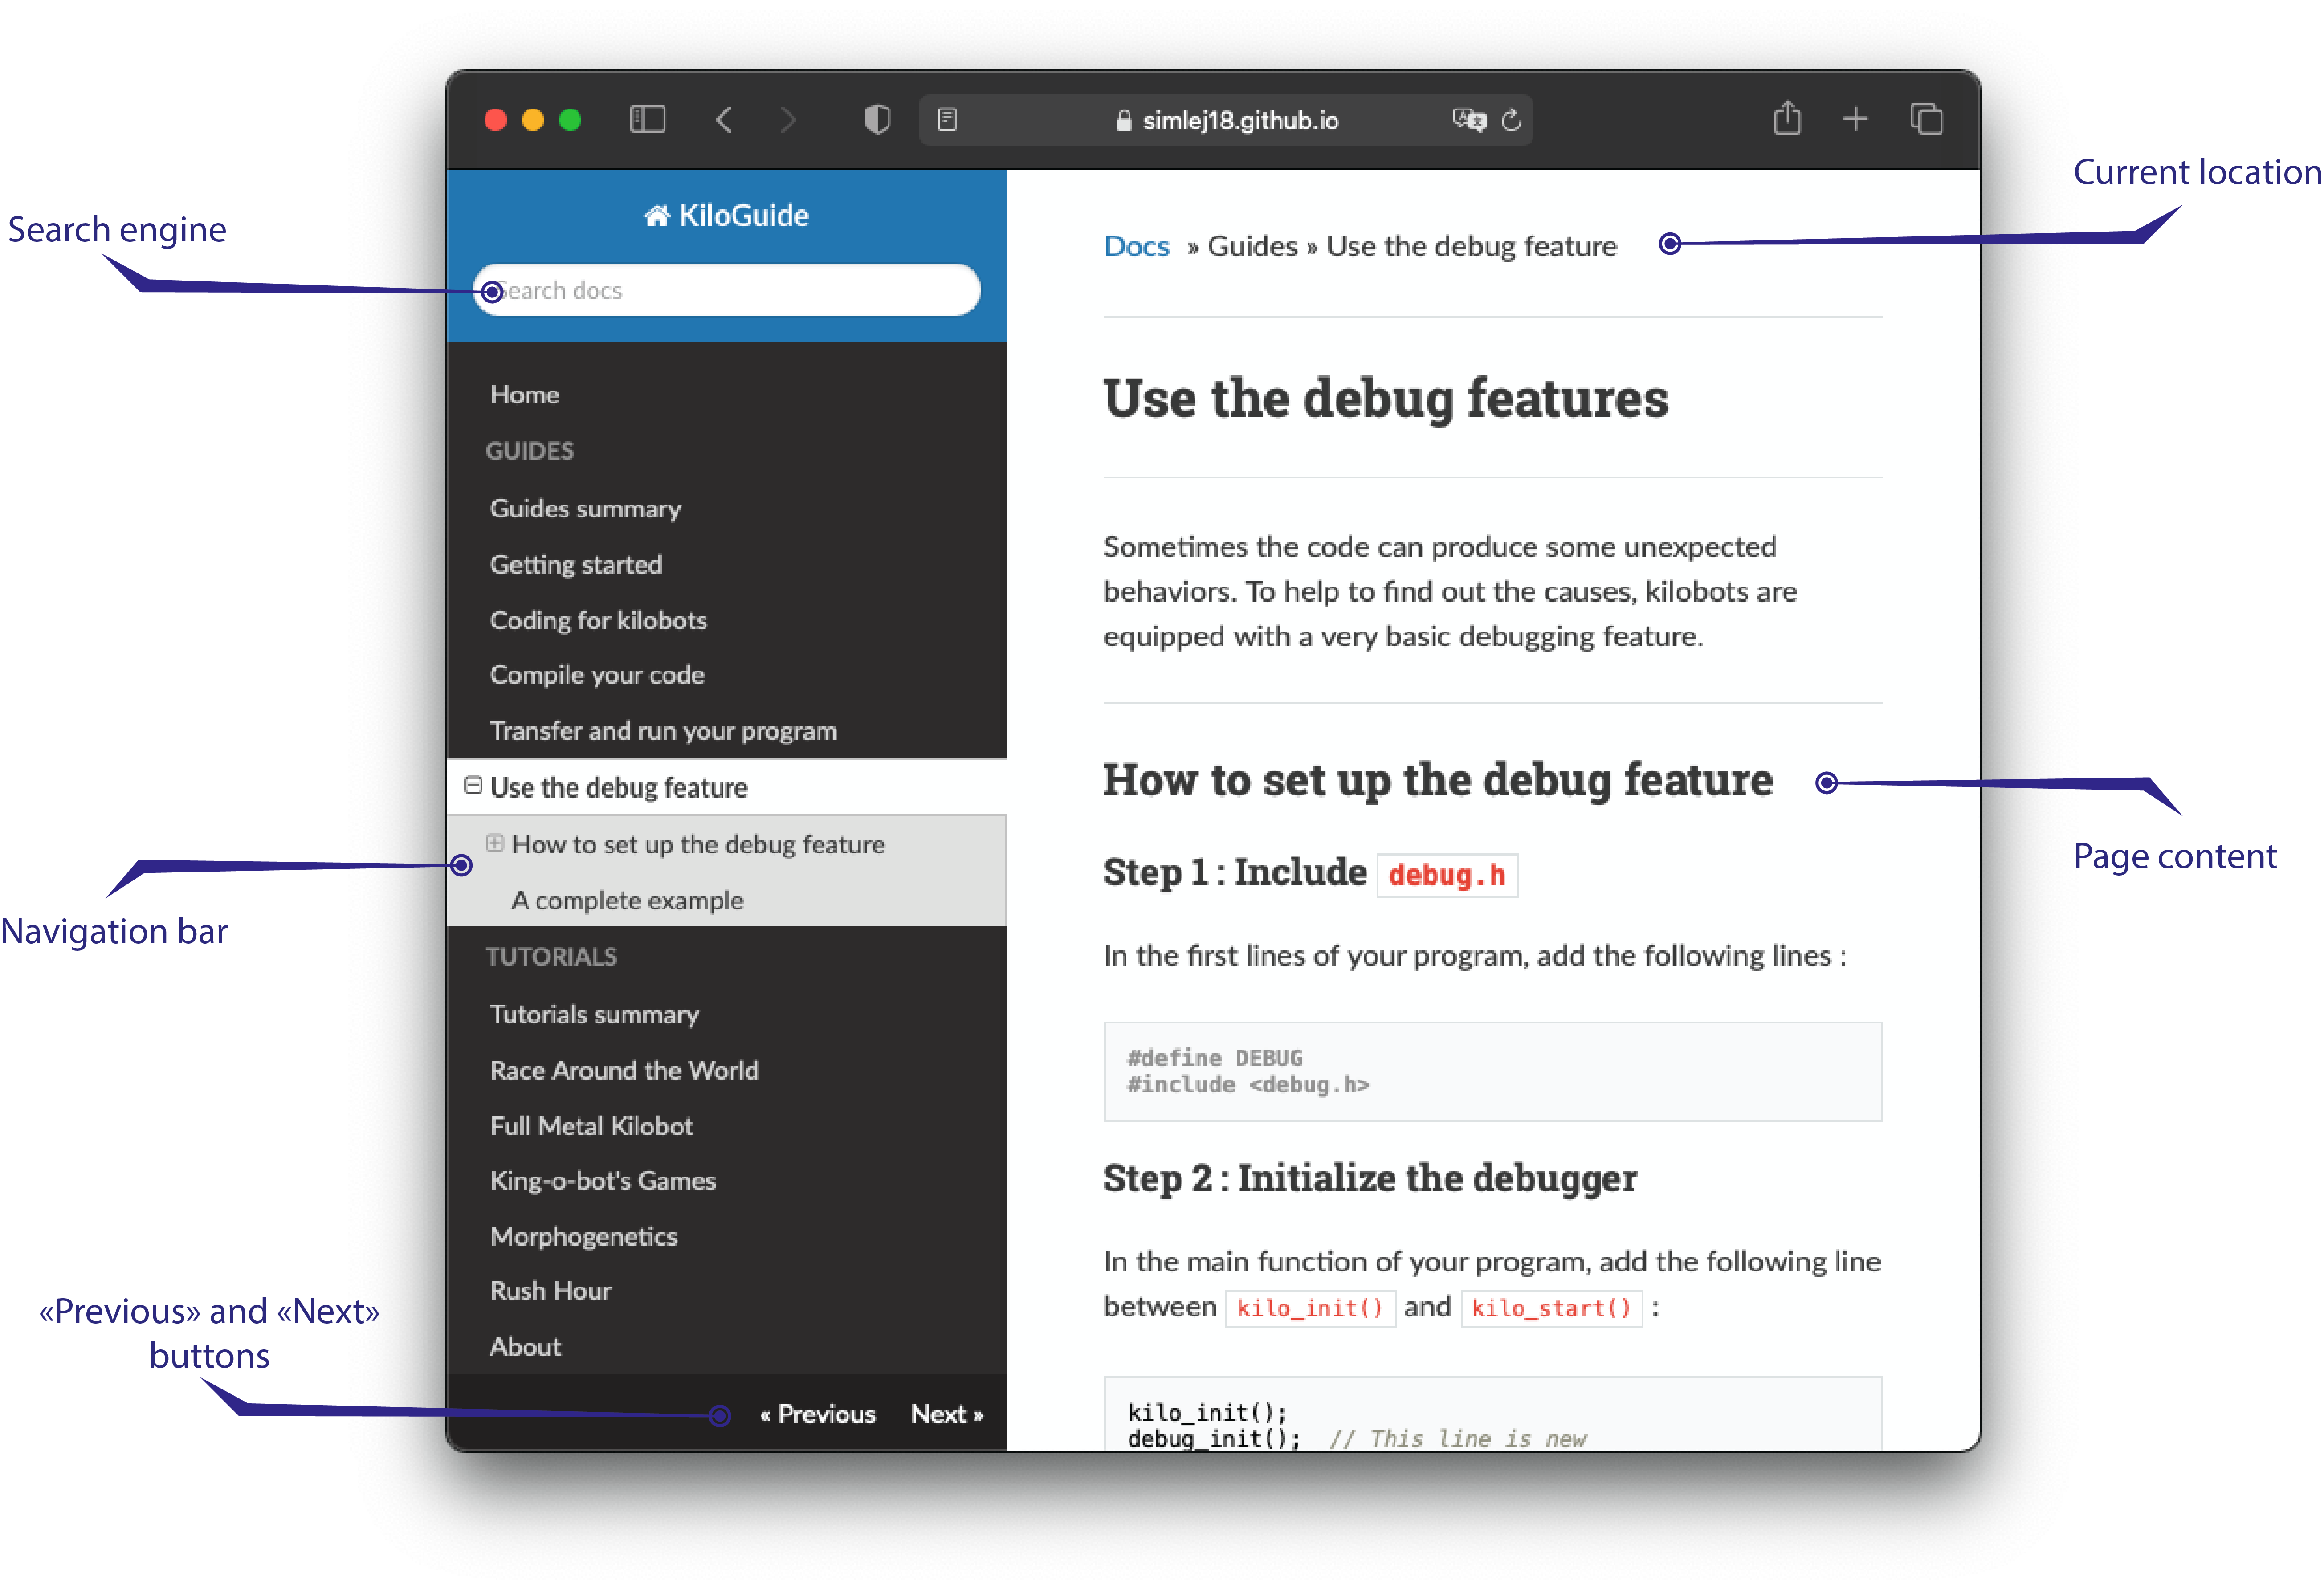 simlej18.github.io
Current location
Search engine
KiloGuide
Search docs
Docs » Guides » Use the debug feature
Home
GUIDES
Guides summary
Getting started
Coding for kilobots
Compile your code
Transfer and run your program
Use the debug feature
How to set up the debug feature
A complete example
Navigation bar
TUTORIALS
Tutorials summary
Race Around the World
Full Metal Kilobot
King-o-bot's Games
Morphogenetics
Rush Hour
About
«Previous» and «Next»
buttons
« Previous Next »
Use the debug features
Sometimes the code can produce some unexpected
behaviors. To help to find out the causes, kilobots are
equipped with a very basic debugging feature.
How to set up the debug feature
Page content
Step 1 : Include debug.h
In the first lines of your program, add the following lines :
#define DEBUG
#include <debug.h>
Step 2 : Initialize the debugger
In the main function of your program, add the following line
between kilo_init() and kilo_start() :
kilo_init();
debug_init(); // This line is new